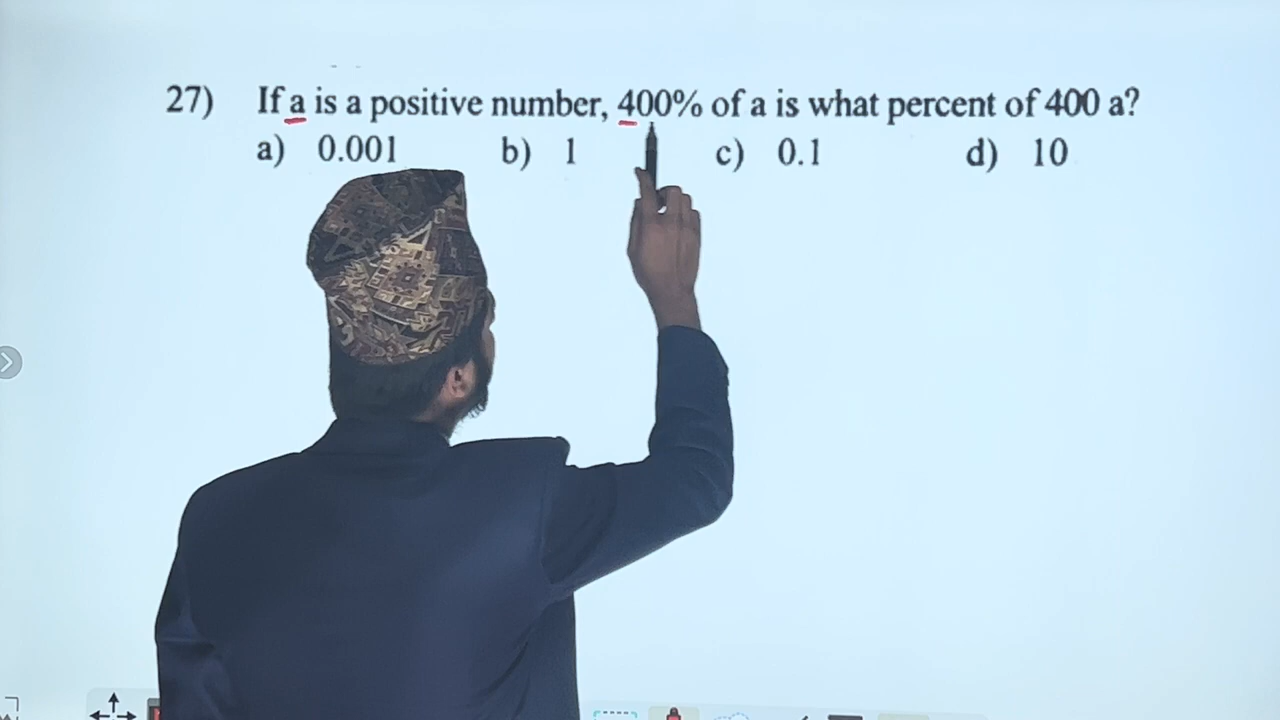 27) If a is a positive number, 400% of a is what percent of 400 a?
a) 0.001 b) 1 c) 0.1 d) 10